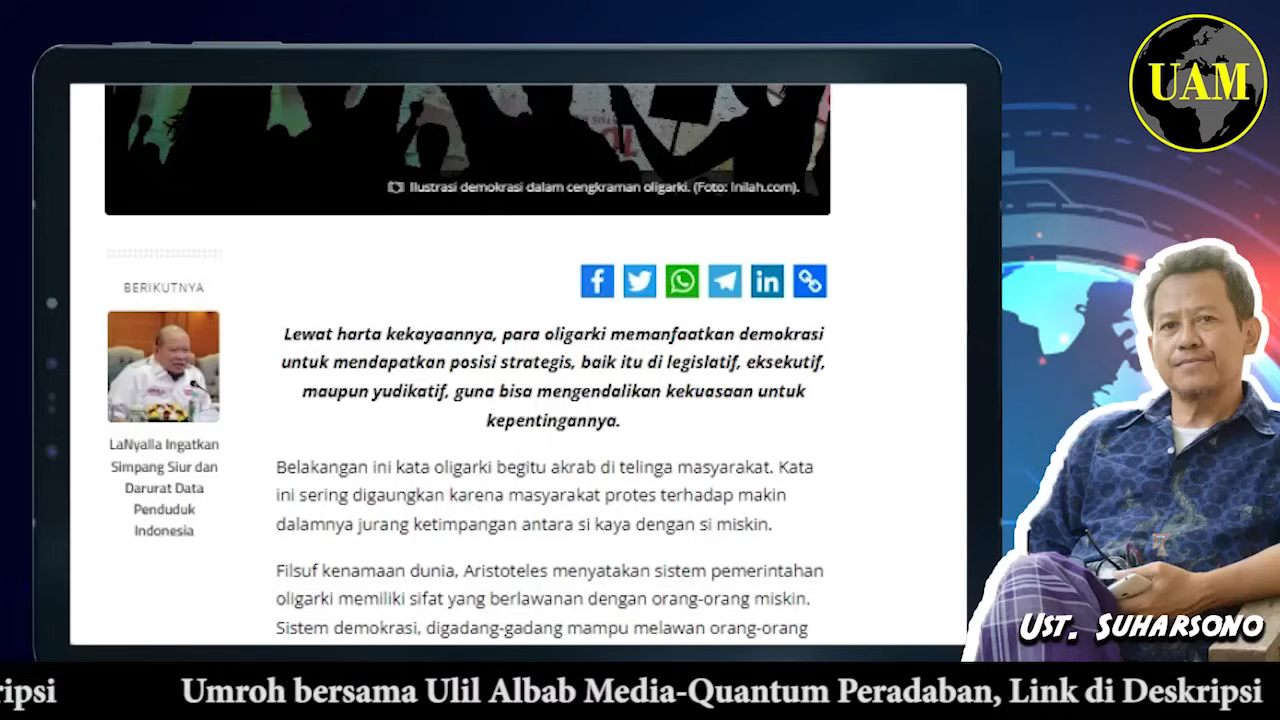 UAM
Ilustrasi demokrasi dalam cengkraman oligarki. (Foto: Inilah.com).
BERIKUTNYA
LaNyalla Ingatkan
Simpang Siur dan
Darurat Data
Penduduk
Indonesia
Lewat harta kekayaannya, para oligarki memanfaatkan demokrasi
untuk mendapatkan posisi strategis, baik itu di legislatif, eksekutif,
maupun yudikatif, guna bisa mengendalikan kekuasaan untuk
kepentingannya.
Belakangan ini kata oligarki begitu akrab di telinga masyarakat. Kata
ini sering digaungkan karena masyarakat protes terhadap makin
dalamnya jurang ketimpangan antara si kaya dengan si miskin.
Filsuf kenamaan dunia, Aristoteles menyatakan sistem pemerintahan
oligarki memiliki sifat yang berlawanan dengan orang-orang miskin.
Sistem demokrasi, digadang-gadang mampu melawan orang-orang
UST. SUHARSONO
ripsi Umroh bersama Ulil Albab Media-Quantum Peradaban, Link di Deskripsi